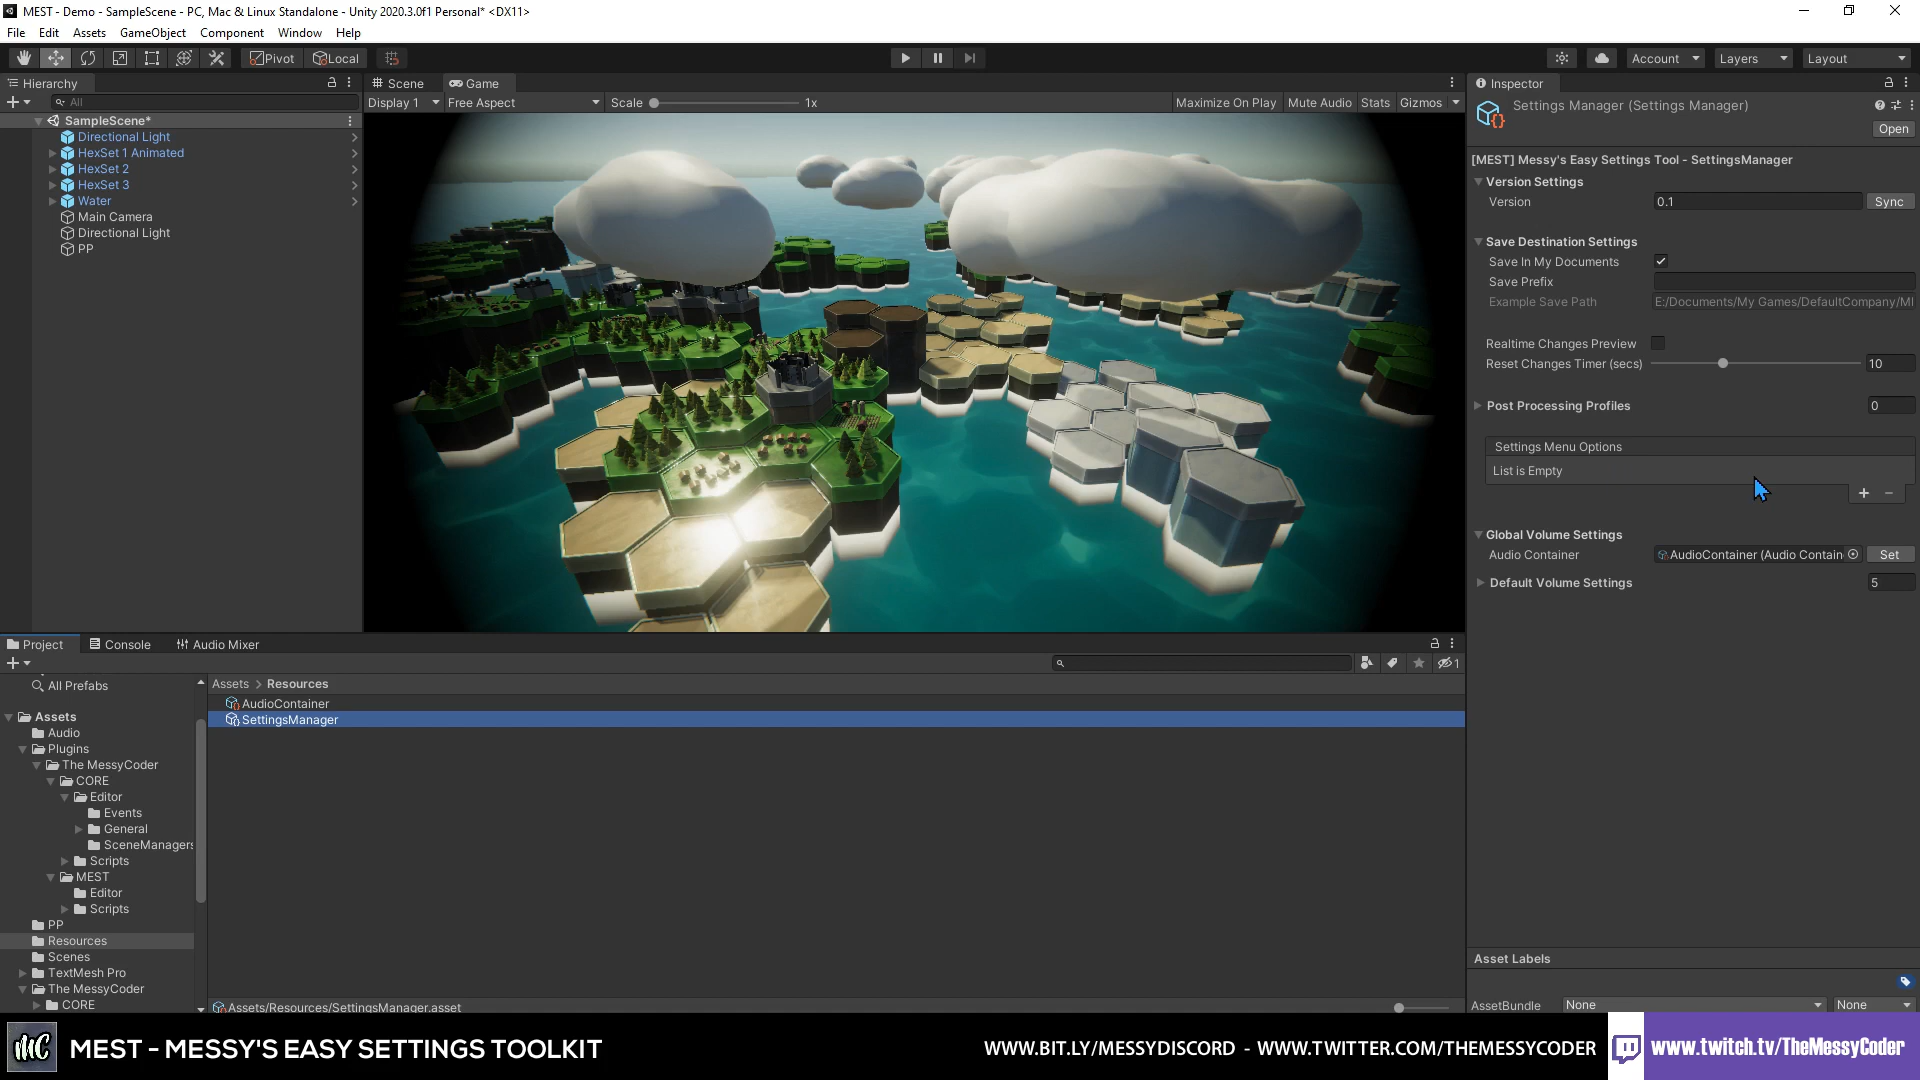 MEST - Demo - SampleScene - PC, Mac & Linux Standalone - Unity 2020.3.0f1 Personal* <DX11>
File Edit Assets GameObject Component Window Help
Pivot Local Account Layers Layout
Hierarchy
All
SampleScene*
Directional Light
HexSet 1 Animated
HexSet 2
HexSet 3
Water
Main Camera
Directional Light
PP
Scene Game
Display 1 Free Aspect Scale 1x Maximize On Play Mute Audio Stats Gizmos
Inspector
Settings Manager (Settings Manager)
Open
[MEST] Messy's Easy Settings Tool - SettingsManager
Version Settings
Version 0.1 Sync
Save Destination Settings
Save In My Documents
Save Prefix
Example Save Path E:/Documents/My Games/DefaultCompany/MI
Realtime Changes Preview
Reset Changes Timer (secs) 10
Post Processing Profiles 0
Settings Menu Options
List is Empty
+ −
Global Volume Settings
Audio Container AudioContainer (Audio Contain Set
Default Volume Settings 5
Asset Labels
AssetBundle None None
Project Console Audio Mixer
1
All Prefabs
Assets
Audio
Plugins
The MessyCoder
CORE
Editor
Events
General
SceneManagers
Scripts
MEST
Editor
Scripts
PP
Resources
Scenes
TextMesh Pro
The MessyCoder
CORE
Assets > Resources
AudioContainer
SettingsManager
Assets/Resources/SettingsManager.asset
MC MEST - MESSY'S EASY SETTINGS TOOLKIT WWW.BIT.LY/MESSYDISCORD - WWW.TWITTER.COM/THEMESSYCODER www.twitch.tv/TheMessyCoder